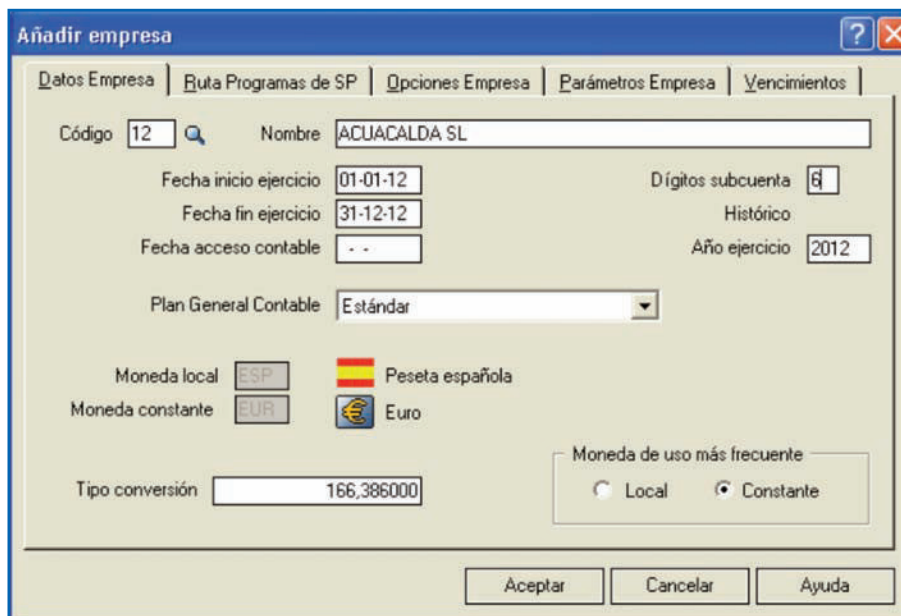 Añadir empresa
Datos Empresa Ruta Programas de SP Opciones Empresa Parámetros Empresa Vencimientos
Código 12 Nombre ACUACALDA SL
Fecha inicio ejercicio 01-01-12 Dígitos subcuenta 6
Fecha fin ejercicio 31-12-12 Histórico
Fecha acceso contable - - Año ejercicio 2012
Plan General Contable Estándar
Moneda local ESP Peseta española
Moneda constante EUR € Euro
Moneda de uso más frecuente
Tipo conversión 166,386000 Local Constante
Aceptar Cancelar Ayuda